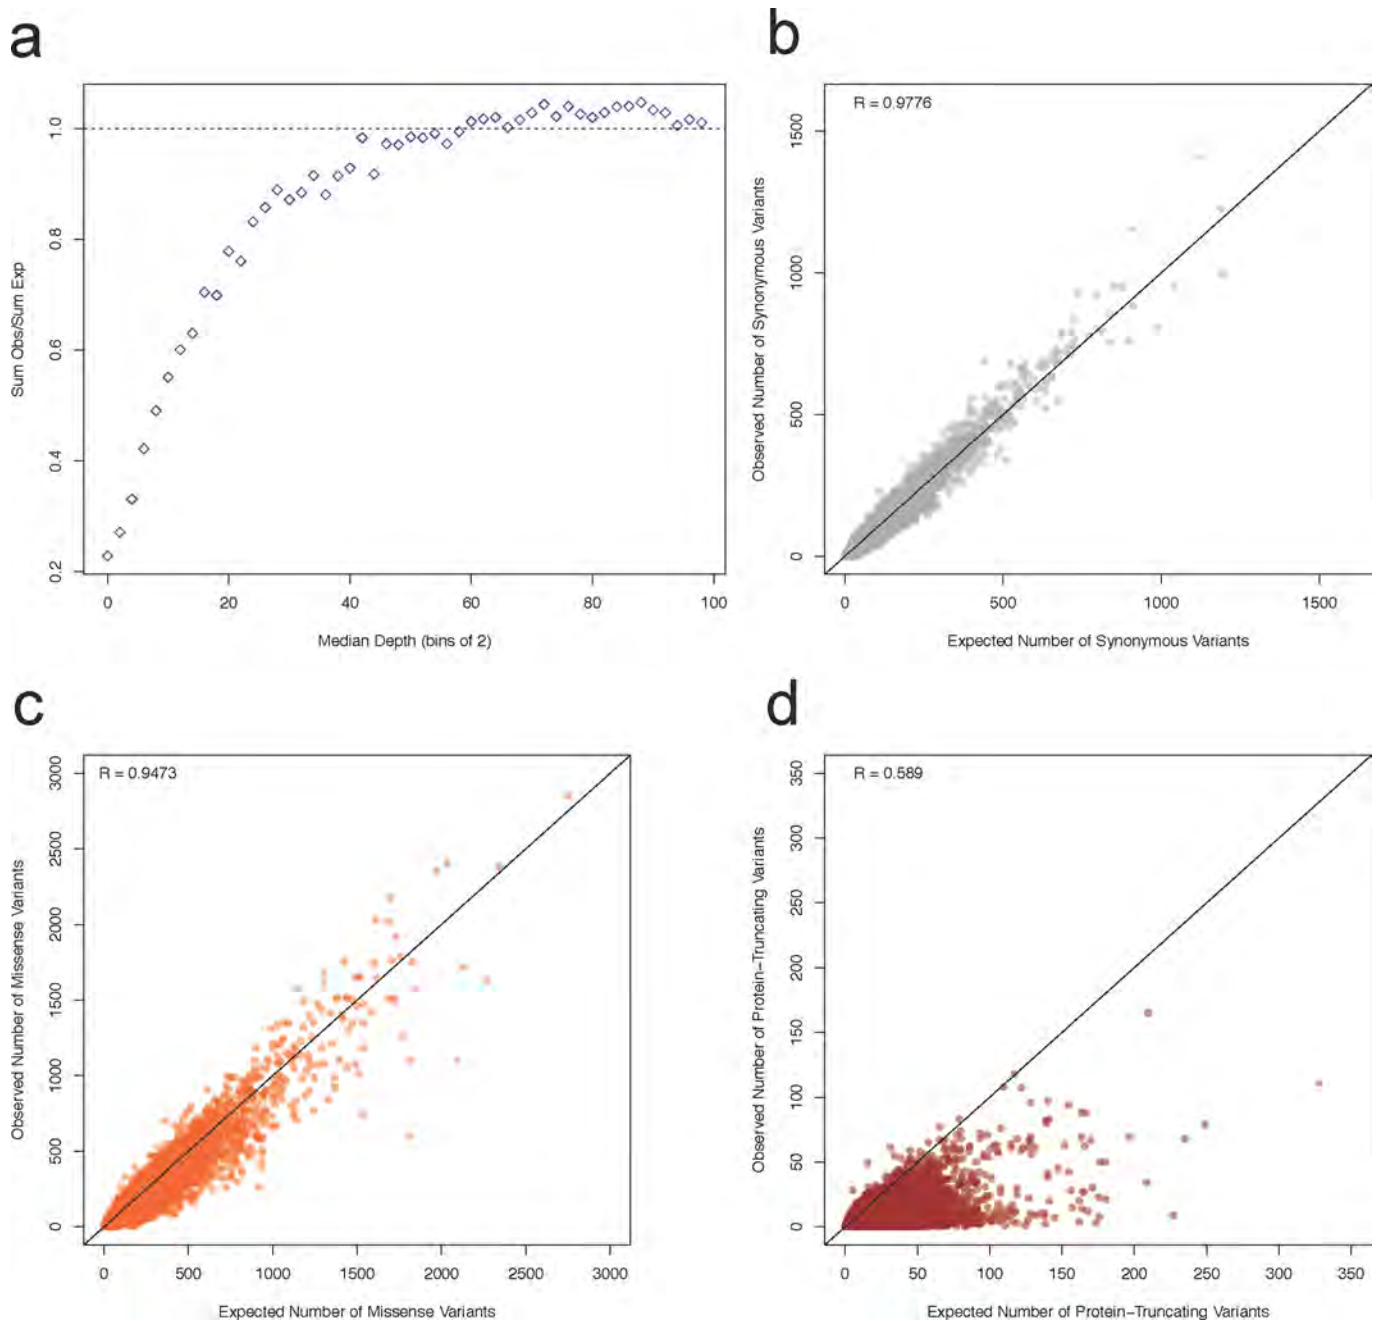 a
1.0
0.8
0.6
0.4
0.2
Sum Obs/Sum Exp
0 20 40 60 80 100
Median Depth (bins of 2)
b
R = 0.9776
1500
1000
500
0
Observed Number of Synonymous Variants
0 500 1000 1500
Expected Number of Synonymous Variants
c
R = 0.9473
3000
2500
2000
1500
1000
500
0
Observed Number of Missense Variants
0 500 1000 1500 2000 2500 3000
Expected Number of Missense Variants
d
R = 0.589
350
300
250
200
150
100
50
0
Observed Number of Protein−Truncating Variants
0 50 100 150 200 250 300 350
Expected Number of Protein−Truncating Variants